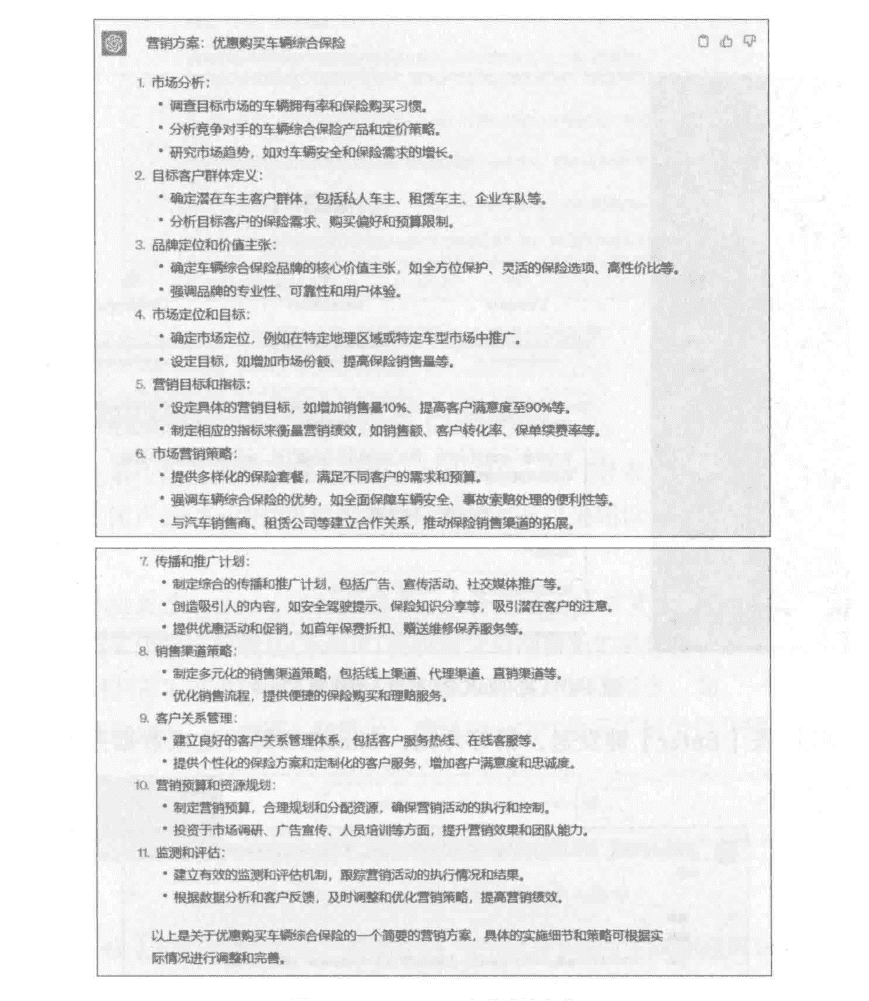 营销方案：优惠购买车辆综合保险
1. 市场分析：
• 调查目标市场的车辆拥有率和保险购买习惯。
• 分析竞争对手的车辆综合保险产品和定价策略。
• 研究市场趋势，如对车辆安全和保险需求的增长。
2. 目标客户群体定义：
• 确定潜在车主客户群体，包括私人车主、租赁车主、企业车队等。
• 分析目标客户的保险需求、购买偏好和预算限制。
3. 品牌定位和价值主张：
• 确定车辆综合保险品牌的核心价值主张，如全方位保护、灵活的保险选项、高性价比等。
• 强调品牌的专业性、可靠性和用户体验。
4. 市场定位和目标：
• 确定市场定位，例如在特定地理区域或特定车型市场中推广。
• 设定目标，如增加市场份额、提高保险销售量等。
5. 营销目标和指标：
• 设定具体的营销目标，如增加销售量10%、提高客户满意度至90%等。
• 制定相应的指标来衡量营销绩效，如销售额、客户转化率、保单续费率等。
6. 市场营销策略：
• 提供多样化的保险套餐，满足不同客户的需求和预算。
• 强调车辆综合保险的优势，如全面保障车辆安全、事故索赔处理的便利性等。
• 与汽车销售商、租赁公司等建立合作关系，推动保险销售渠道的拓展。
7. 传播和推广计划：
• 制定综合的传播和推广计划，包括广告、宣传活动、社交媒体推广等。
• 创造吸引人的内容，如安全驾驶提示、保险知识分享等，吸引潜在客户的注意。
• 提供优惠活动和促销，如首年保费折扣、赠送维修保养服务等。
8. 销售渠道策略：
• 制定多元化的销售渠道策略，包括线上渠道、代理渠道、直销渠道等。
• 优化销售流程，提供便捷的保险购买和理赔服务。
9. 客户关系管理：
• 建立良好的客户关系管理体系，包括客户服务热线、在线客服等。
• 提供个性化的保险方案和定制化的客户服务，增加客户满意度和忠诚度。
10. 营销预算和资源规划：
• 制定营销预算，合理规划和分配资源，确保营销活动的执行和控制。
• 投资于市场调研、广告宣传、人员培训等方面，提升营销效果和团队能力。
11. 监测和评估：
• 建立有效的监测和评估机制，跟踪营销活动的执行情况和结果。
• 根据数据分析和客户反馈，及时调整和优化营销策略，提高营销绩效。
以上是关于优惠购买车辆综合保险的一个简要的营销方案，具体的实施细节和策略可根据实
际情况进行调整和完善。